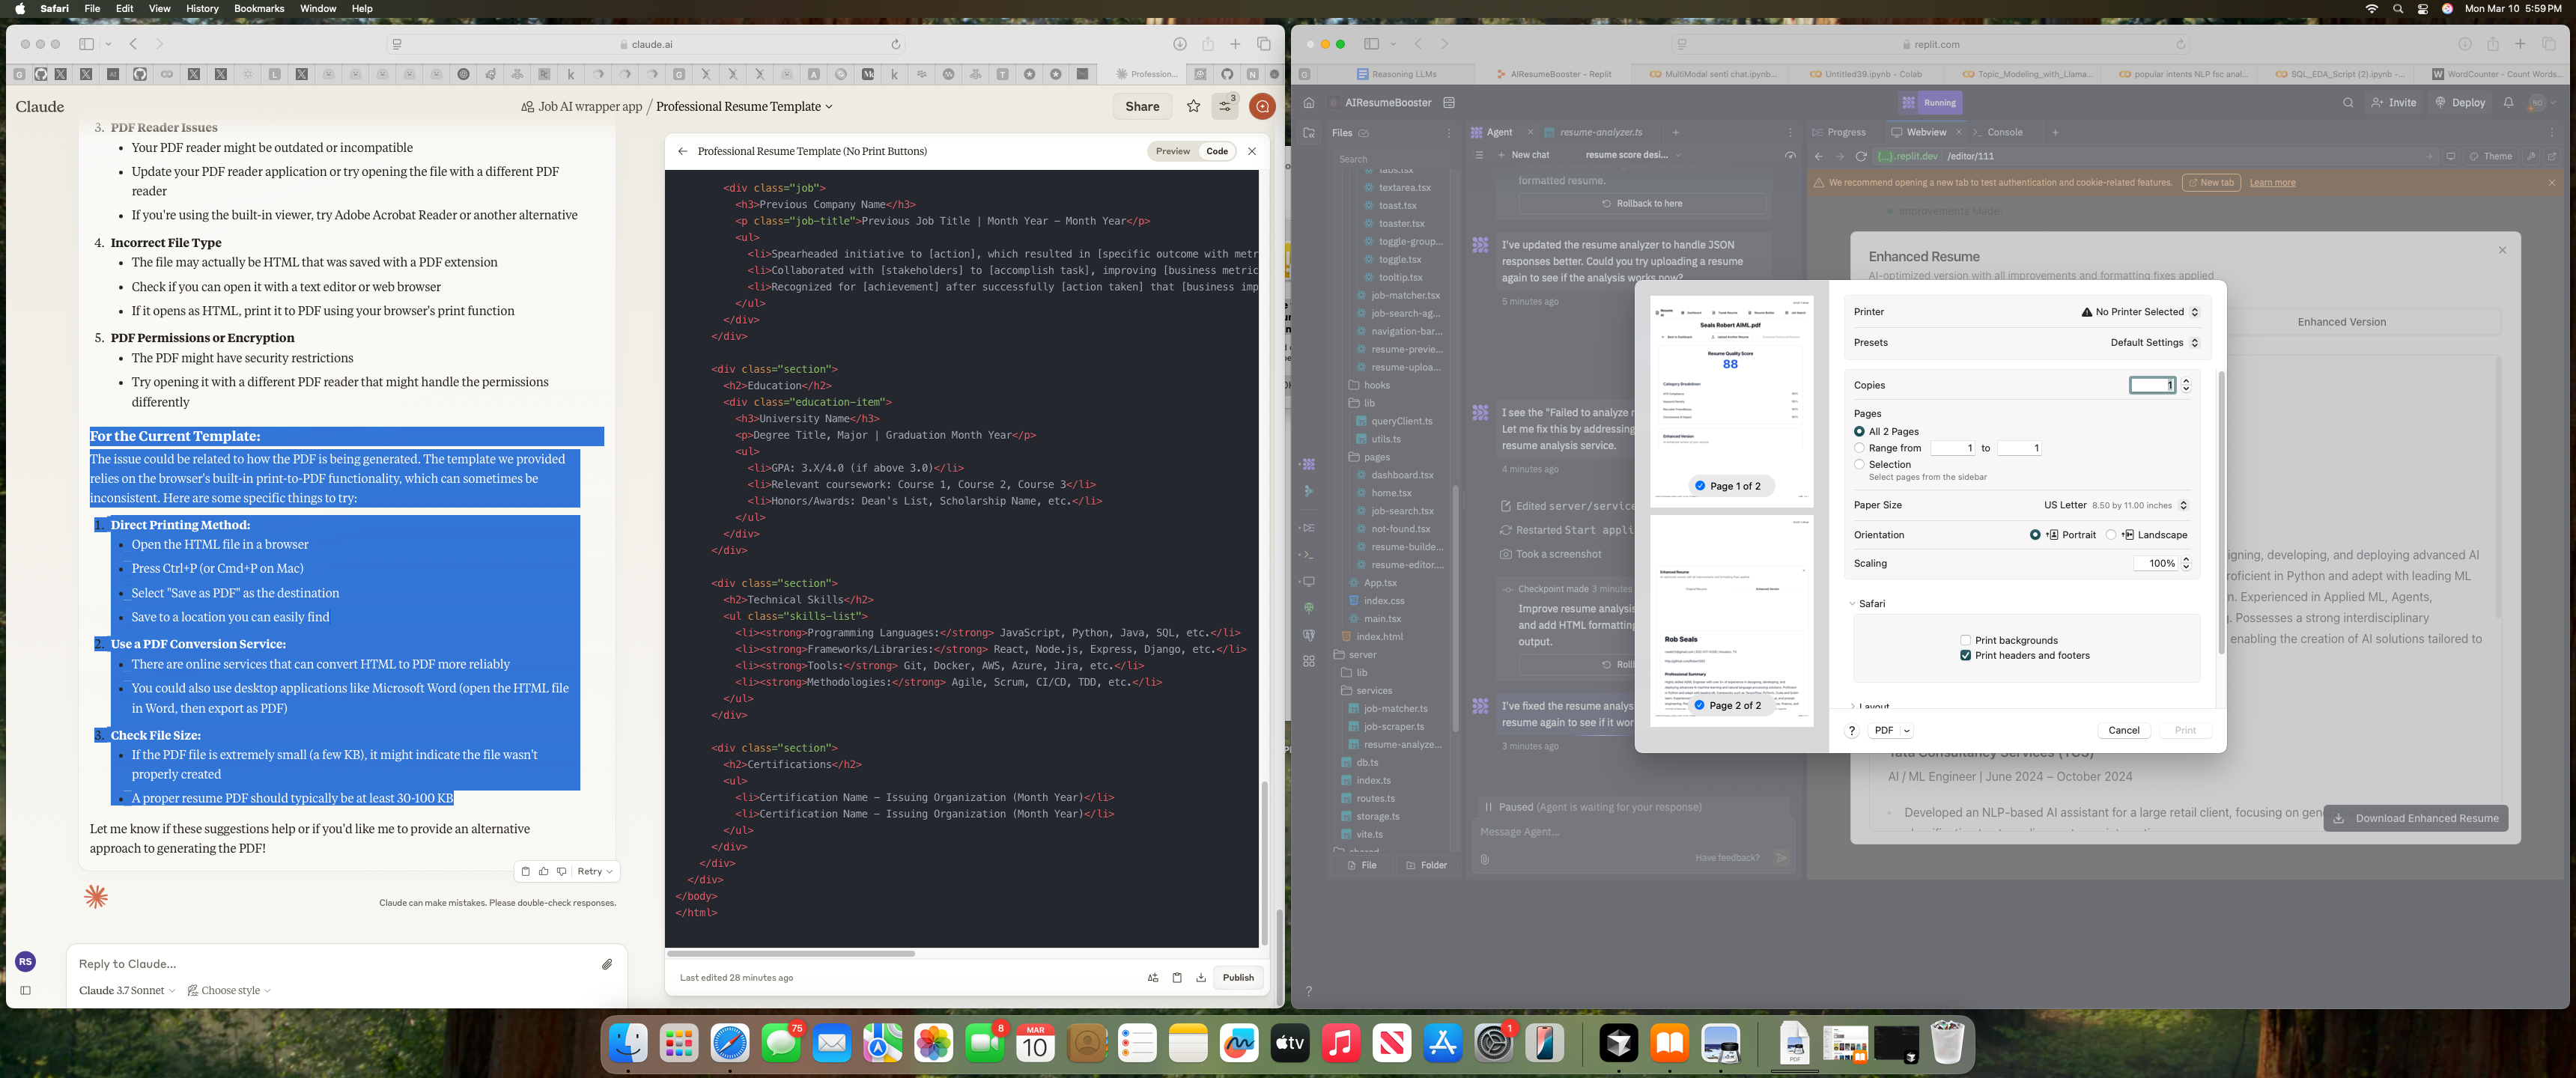 Safari File Edit View History Bookmarks Window Help
Mon Mar 10 5:59 PM
claude.ai
Profession...
Claude
Job AI wrapper app / Professional Resume Template
Share
3
3. PDF Reader Issues
• Your PDF reader might be outdated or incompatible
• Update your PDF reader application or try opening the file with a different PDF
reader
• If you're using the built-in viewer, try Adobe Acrobat Reader or another alternative
4. Incorrect File Type
• The file may actually be HTML that was saved with a PDF extension
• Check if you can open it with a text editor or web browser
• If it opens as HTML, print it to PDF using your browser's print function
5. PDF Permissions or Encryption
• The PDF might have security restrictions
• Try opening it with a different PDF reader that might handle the permissions
differently
For the Current Template:
The issue could be related to how the PDF is being generated. The template we provided
relies on the browser's built-in print-to-PDF functionality, which can sometimes be
inconsistent. Here are some specific things to try:
1. Direct Printing Method:
• Open the HTML file in a browser
• Press Ctrl+P (or Cmd+P on Mac)
• Select "Save as PDF" as the destination
• Save to a location you can easily find
2. Use a PDF Conversion Service:
• There are online services that can convert HTML to PDF more reliably
• You could also use desktop applications like Microsoft Word (open the HTML file
in Word, then export as PDF)
3. Check File Size:
• If the PDF file is extremely small (a few KB), it might indicate the file wasn't
properly created
• A proper resume PDF should typically be at least 30-100 KB
Let me know if these suggestions help or if you'd like me to provide an alternative
approach to generating the PDF!
Retry
Claude can make mistakes. Please double-check responses.
RS
Reply to Claude...
Claude 3.7 Sonnet Choose style
Professional Resume Template (No Print Buttons)
Preview Code
<div class="job">
<h3>Previous Company Name</h3>
<p class="job-title">Previous Job Title | Month Year – Month Year</p>
<ul>
<li>Spearheaded initiative to [action], which resulted in [specific outcome with metr
<li>Collaborated with [stakeholders] to [accomplish task], improving [business metric
<li>Recognized for [achievement] after successfully [action taken] that [business imp
</ul>
</div>
</div>
<div class="section">
<h2>Education</h2>
<div class="education-item">
<h3>University Name</h3>
<p>Degree Title, Major | Graduation Month Year</p>
<ul>
<li>GPA: 3.X/4.0 (if above 3.0)</li>
<li>Relevant coursework: Course 1, Course 2, Course 3</li>
<li>Honors/Awards: Dean's List, Scholarship Name, etc.</li>
</ul>
</div>
</div>
<div class="section">
<h2>Technical Skills</h2>
<ul class="skills-list">
<li><strong>Programming Languages:</strong> JavaScript, Python, Java, SQL, etc.</li>
<li><strong>Frameworks/Libraries:</strong> React, Node.js, Express, Django, etc.</li>
<li><strong>Tools:</strong> Git, Docker, AWS, Azure, Jira, etc.</li>
<li><strong>Methodologies:</strong> Agile, Scrum, CI/CD, TDD, etc.</li>
</ul>
</div>
<div class="section">
<h2>Certifications</h2>
<ul>
<li>Certification Name – Issuing Organization (Month Year)</li>
<li>Certification Name – Issuing Organization (Month Year)</li>
</ul>
</div>
</div>
</div>
</body>
</html>
Last edited 28 minutes ago
Publish
replit.com
Reasoning LLMs
AIResumeBooster - Replit
MultiModal senti chat.ipynb...
Untitled39.ipynb - Colab
Topic_Modeling_with_Llama...
popular intents NLP fsc anal...
SQL_EDA_Script (2).ipynb -...
WordCounter - Count Words...
AIResumeBooster
Running
Invite
Deploy
Files
Search
tabs.tsx
textarea.tsx
toast.tsx
toaster.tsx
toggle-group...
toggle.tsx
tooltip.tsx
job-matcher.tsx
job-search-ag...
navigation-bar...
resume-previe...
resume-uploa...
hooks
lib
queryClient.ts
utils.ts
pages
dashboard.tsx
home.tsx
job-search.tsx
not-found.tsx
resume-builde...
resume-editor....
App.tsx
index.css
main.tsx
index.html
server
lib
services
job-matcher.ts
job-scraper.ts
resume-analyze...
db.ts
index.ts
routes.ts
storage.ts
vite.ts
shared
File Folder
Agent
resume-analyzer.ts
New chat
resume score desi...
formatted resume.
Rollback to here
I've updated the resume analyzer to handle JSON
responses better. Could you try uploading a resume
again to see if the analysis works now?
5 minutes ago
I see the "Failed to analyze r
Let me fix this by addressing
resume analysis service.
4 minutes ago
Edited server/service
Restarted Start appli
Took a screenshot
Checkpoint made 3 minutes
Improve resume analysis
and add HTML formatting
output.
Rollb
I've fixed the resume analys
resume again to see if it wor
3 minutes ago
Paused (Agent is waiting for your response)
Message Agent...
Have feedback?
Progress
Webview
Console
[...].replit.dev /editor/111
Theme
We recommend opening a new tab to test authentication and cookie-related features.
New tab
Learn more
Improvements Made:
Enhanced Resume
AI-optimized version with all improvements and formatting fixes applied
Enhanced Version
igning, developing, and deploying advanced AI
roficient in Python and adept with leading ML
n. Experienced in Applied ML, Agents,
. Possesses a strong interdisciplinary
enabling the creation of AI solutions tailored to
Tata Consultancy Services (TCS)
AI / ML Engineer | June 2024 – October 2024
Developed an NLP-based AI assistant for a large retail client, focusing on gen
Download Enhanced Resume
Seals Robert AIML.pdf
Resume Quality Score
88
Category Breakdown
Enhanced Version
Page 1 of 2
Enhanced Resume
Rob Seals
Professional Summary
Page 2 of 2
Printer
No Printer Selected
Presets
Default Settings
Copies
1
Pages
All 2 Pages
Range from 1 to 1
Selection
Select pages from the sidebar
Paper Size
US Letter 8.50 by 11.00 inches
Orientation
Portrait
Landscape
Scaling
100%
Safari
Print backgrounds
Print headers and footers
Layout
?
PDF
Cancel
Print
75
8
MAR
10
tv
1
PDF